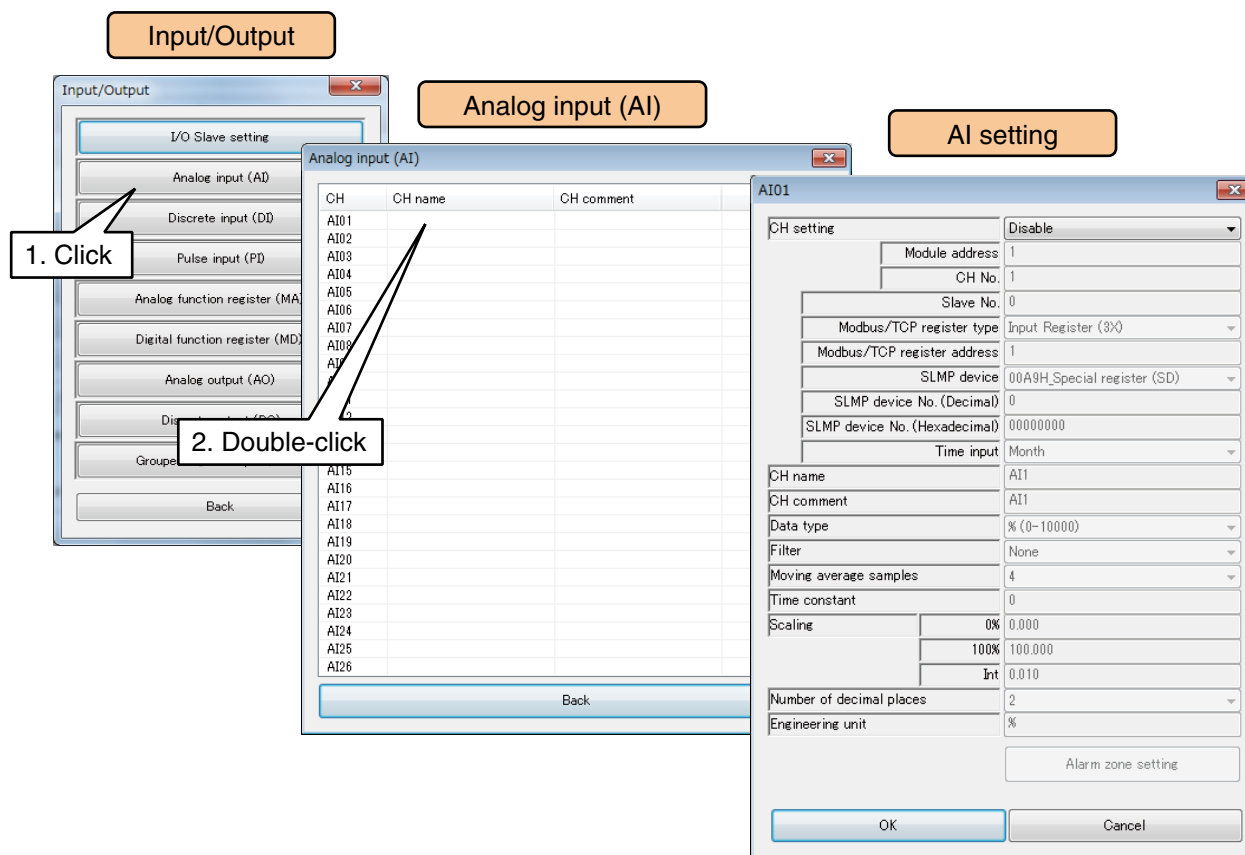 Input/Output
Input/Output
I/O Slave setting
Analog input (AI)
Discrete input (DI)
Pulse input (PI)
Analog function register (MA)
Digital function register (MD)
Analog output (AO)
Back
1. Click
Analog input (AI)
Analog input (AI)
CH CH name CH comment
AI01
AI02
AI03
AI04
AI05
AI06
AI07
AI08
AI15
AI16
AI17
AI18
AI19
AI20
AI21
AI22
AI23
AI24
AI25
AI26
Back
2. Double-click
AI setting
AI01
CH setting Disable
Module address 1
CH No. 1
Slave No. 0
Modbus/TCP register type Input Register (3X)
Modbus/TCP register address 1
SLMP device 00A9H_Special register (SD)
SLMP device No. (Decimal) 0
SLMP device No. (Hexadecimal) 00000000
Time input Month
CH name AI1
CH comment AI1
Data type % (0-10000)
Filter None
Moving average samples 4
Time constant 0
Scaling 0% 0.000
100% 100.000
Int 0.010
Number of decimal places 2
Engineering unit %
Alarm zone setting
OK Cancel